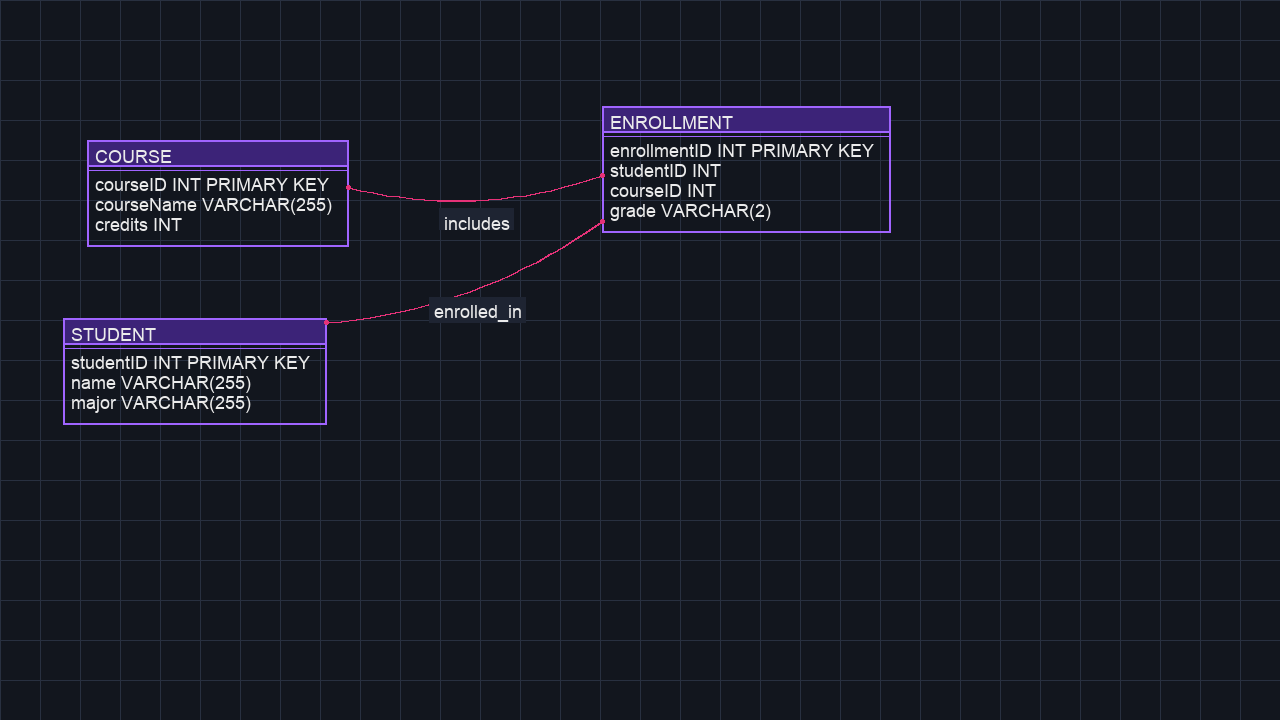 COURSE
courseID INT PRIMARY KEY
courseName VARCHAR(255)
credits INT
includes
ENROLLMENT
enrollmentID INT PRIMARY KEY
studentID INT
courseID INT
grade VARCHAR(2)
enrolled_in
STUDENT
studentID INT PRIMARY KEY
name VARCHAR(255)
major VARCHAR(255)